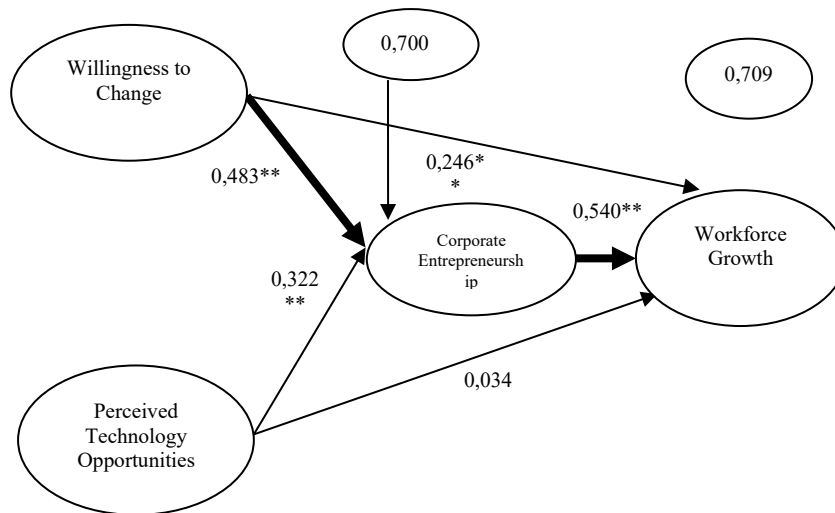 0,700
0,709
Willingness to
Change
0,483**
0,246*
*
0,540**
Corporate
Entrepreneursh
ip
Workforce
Growth
0,322
**
0,034
Perceived
Technology
Opportunities